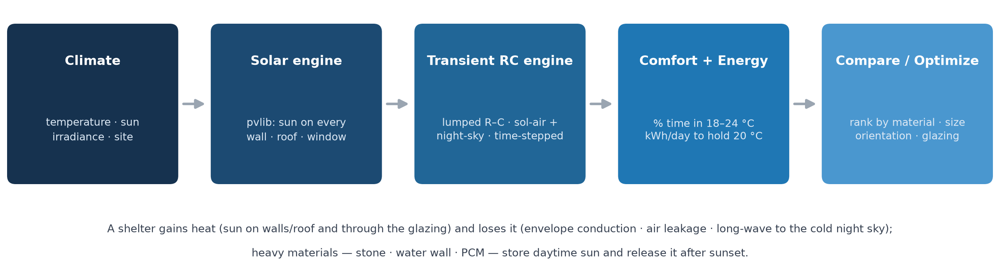 Climate
temperature · sun
irradiance · site
Solar engine
pvlib: sun on every
wall · roof · window
Transient RC engine
lumped R–C · sol-air +
night-sky · time-stepped
Comfort + Energy
% time in 18–24 °C
kWh/day to hold 20 °C
Compare / Optimize
rank by material · size
orientation · glazing
A shelter gains heat (sun on walls/roof and through the glazing) and loses it (envelope conduction · air leakage · long-wave to the cold night sky);
heavy materials — stone · water wall · PCM — store daytime sun and release it after sunset.